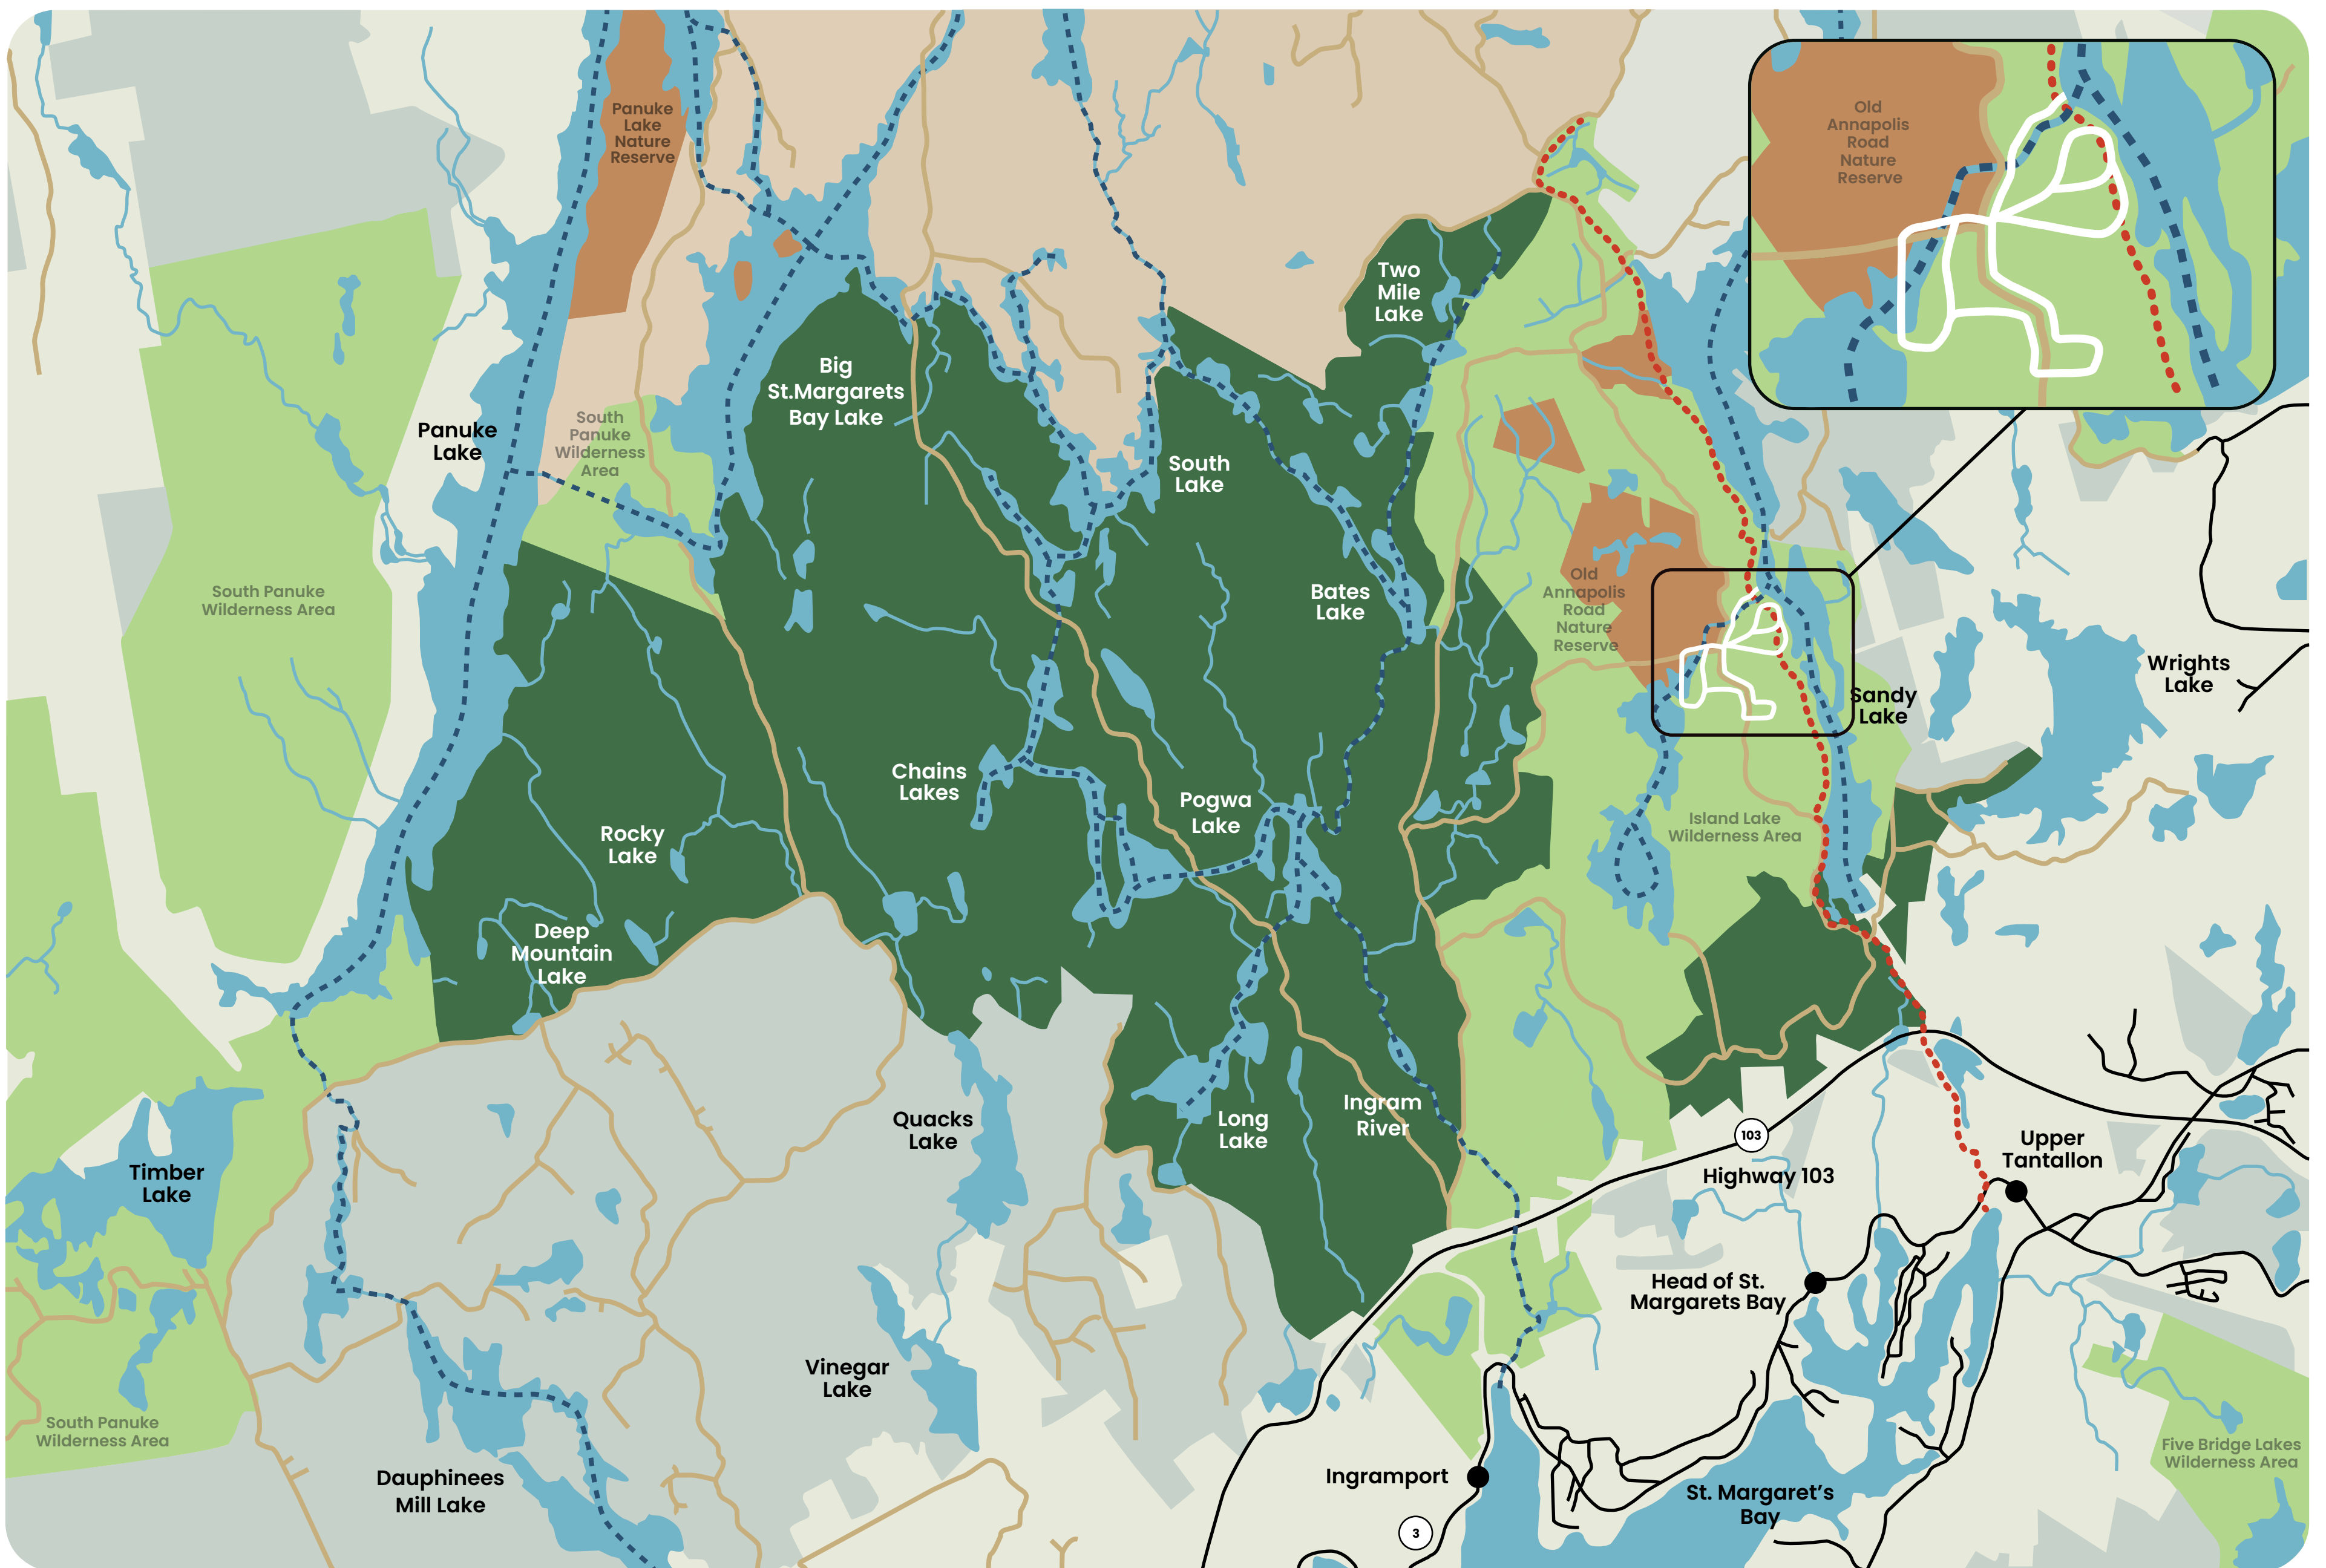 Panuke
Lake
Nature
Reserve
Old
Annapolis
Road
Nature
Reserve
Two
Mile
Lake
Big
St.Margarets
Bay Lake
Panuke
Lake
South
Panuke
Wilderness
Area
South
Lake
South Panuke
Wilderness Area
Bates
Lake
Old
Annapolis
Road
Nature
Reserve
Wrights
Lake
Sandy
Lake
Chains
Lakes
Pogwa
Lake
Island Lake
Wilderness Area
Rocky
Lake
Deep
Mountain
Lake
Quacks
Lake
Long
Lake
Ingram
River
103
Highway 103
Upper
Tantallon
Timber
Lake
Head of St.
Margarets Bay
Vinegar
Lake
South Panuke
Wilderness Area
Dauphinees
Mill Lake
Ingramport
3
St. Margaret’s
Bay
Five Bridge Lakes
Wilderness Area